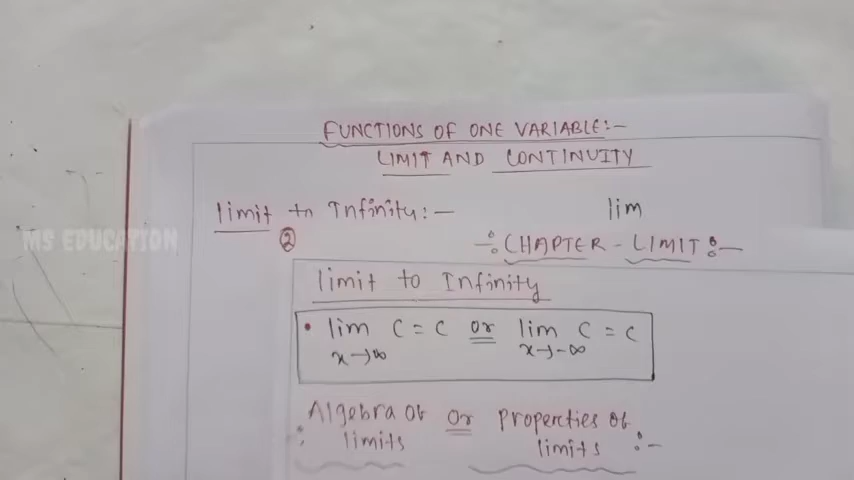 FUNCTIONS OF ONE VARIABLE:-
LIMIT AND CONTINUITY
limit to Infinity:- lim
MS EDUCATION
②
÷ CHAPTER - LIMIT :-
limit to Infinity
• lim C = C or lim C = C
x→∞ x→-∞
Algebra of or properties of
: limits limits :-